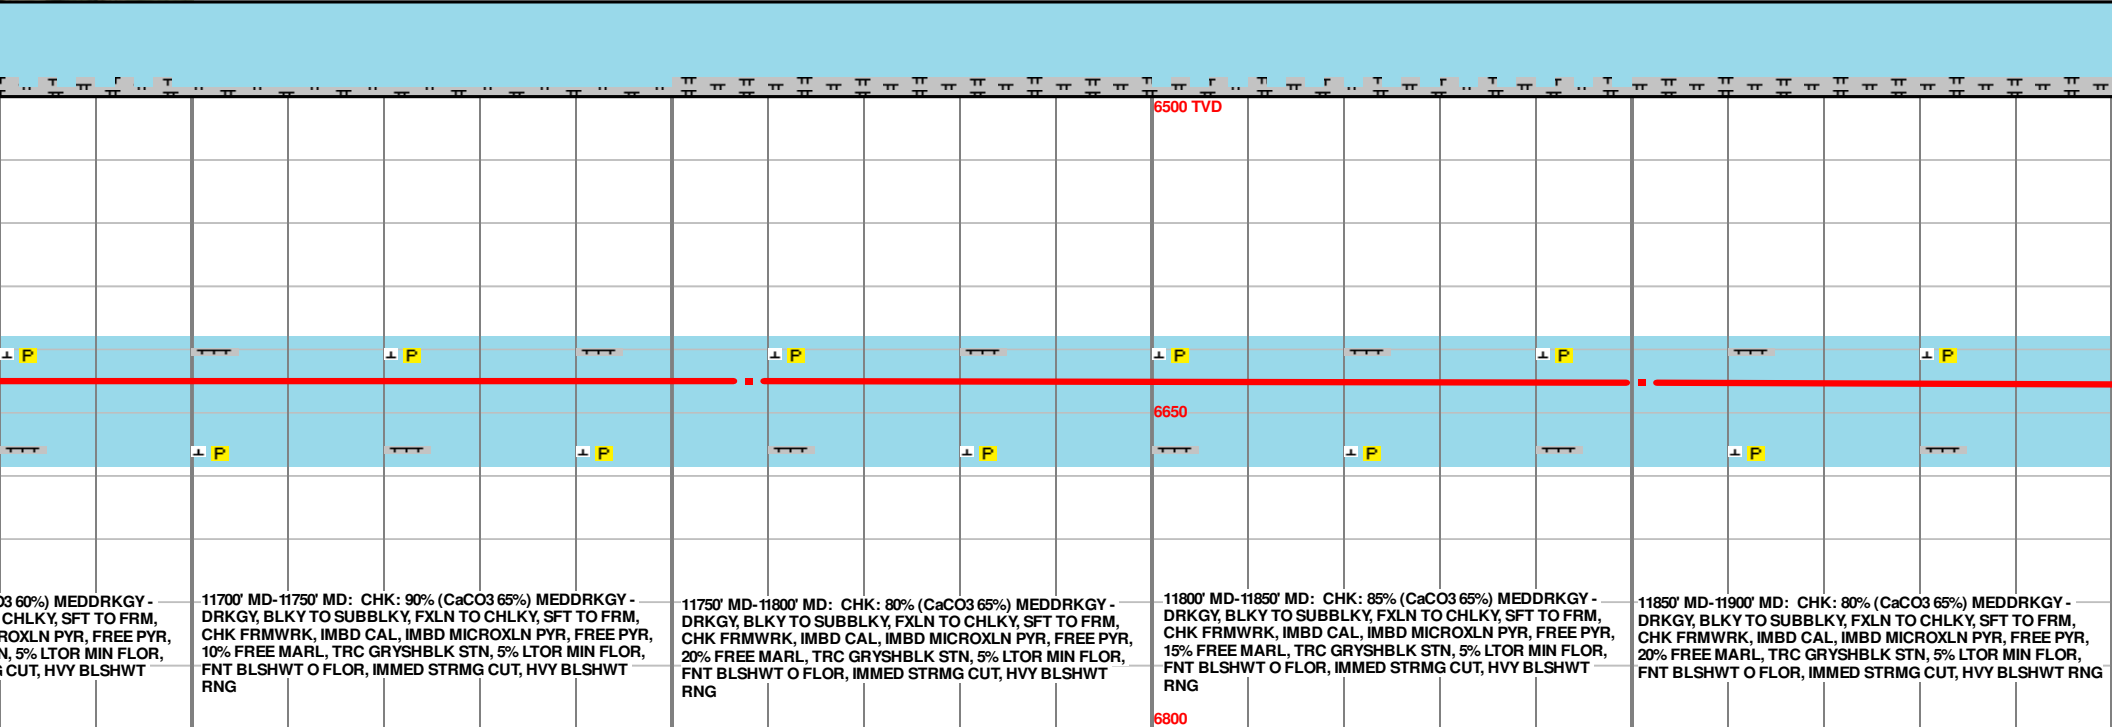 6500 TVD
P
P
P
P
P
P
6650
P
P
P
P
P
O3 60%) MEDDRKGY -
CHLKY, SFT TO FRM,
ROXLN PYR, FREE PYR,
N, 5% LTOR MIN FLOR,
CUT, HVY BLSHWT
11700' MD-11750' MD: CHK: 90% (CaCO3 65%) MEDDRKGY -
DRKGY, BLKY TO SUBBLKY, FXLN TO CHLKY, SFT TO FRM,
CHK FRMWRK, IMBD CAL, IMBD MICROXLN PYR, FREE PYR,
10% FREE MARL, TRC GRYSHBLK STN, 5% LTOR MIN FLOR,
FNT BLSHWT O FLOR, IMMED STRMG CUT, HVY BLSHWT
RNG
11750' MD-11800' MD: CHK: 80% (CaCO3 65%) MEDDRKGY -
DRKGY, BLKY TO SUBBLKY, FXLN TO CHLKY, SFT TO FRM,
CHK FRMWRK, IMBD CAL, IMBD MICROXLN PYR, FREE PYR,
20% FREE MARL, TRC GRYSHBLK STN, 5% LTOR MIN FLOR,
FNT BLSHWT O FLOR, IMMED STRMG CUT, HVY BLSHWT
RNG
11800' MD-11850' MD: CHK: 85% (CaCO3 65%) MEDDRKGY -
DRKGY, BLKY TO SUBBLKY, FXLN TO CHLKY, SFT TO FRM,
CHK FRMWRK, IMBD CAL, IMBD MICROXLN PYR, FREE PYR,
15% FREE MARL, TRC GRYSHBLK STN, 5% LTOR MIN FLOR,
FNT BLSHWT O FLOR, IMMED STRMG CUT, HVY BLSHWT
RNG
11850' MD-11900' MD: CHK: 80% (CaCO3 65%) MEDDRKGY -
DRKGY, BLKY TO SUBBLKY, FXLN TO CHLKY, SFT TO FRM,
CHK FRMWRK, IMBD CAL, IMBD MICROXLN PYR, FREE PYR,
20% FREE MARL, TRC GRYSHBLK STN, 5% LTOR MIN FLOR,
FNT BLSHWT O FLOR, IMMED STRMG CUT, HVY BLSHWT RNG
6800